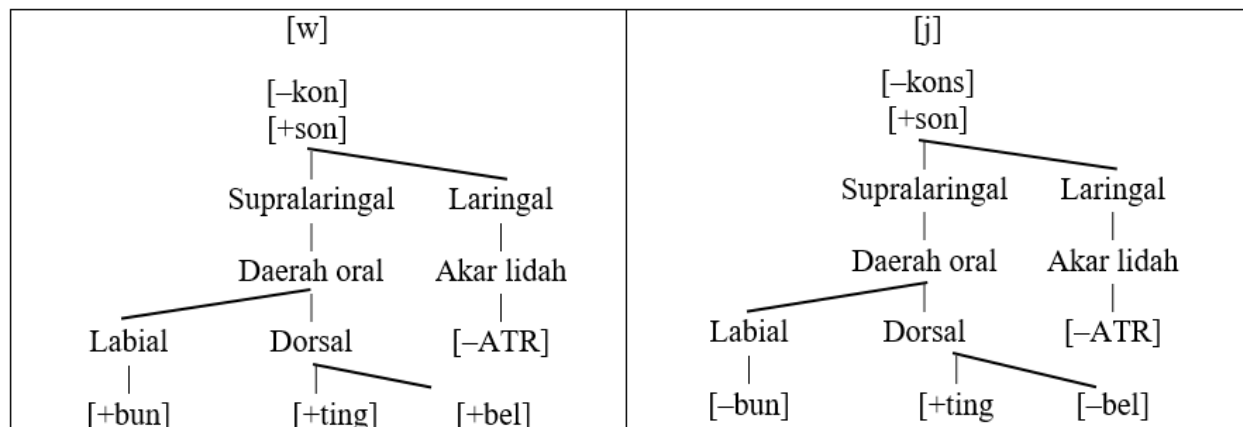 [w]
[–kon]
[+son]
Supralaringal Laringal
Daerah oral Akar lidah
Labial Dorsal [–ATR]
[+bun] [+ting] [+bel]
[j]
[–kons]
[+son]
Supralaringal Laringal
Daerah oral Akar lidah
Labial Dorsal [–ATR]
[–bun] [+ting [–bel]